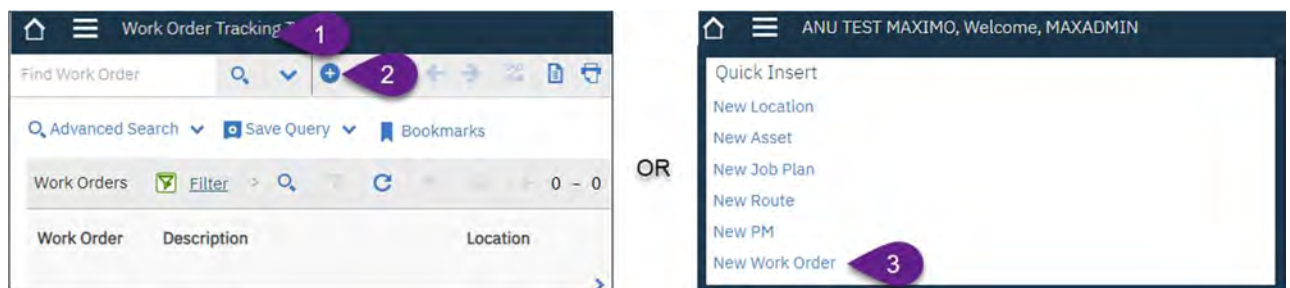 Work Order Tracking
1
Find Work Order
2
Advanced Search
Save Query
Bookmarks
Work Orders
Filter
0 - 0
Work Order Description Location
OR
ANU TEST MAXIMO, Welcome, MAXADMIN
Quick Insert
New Location
New Asset
New Job Plan
New Route
New PM
New Work Order
3